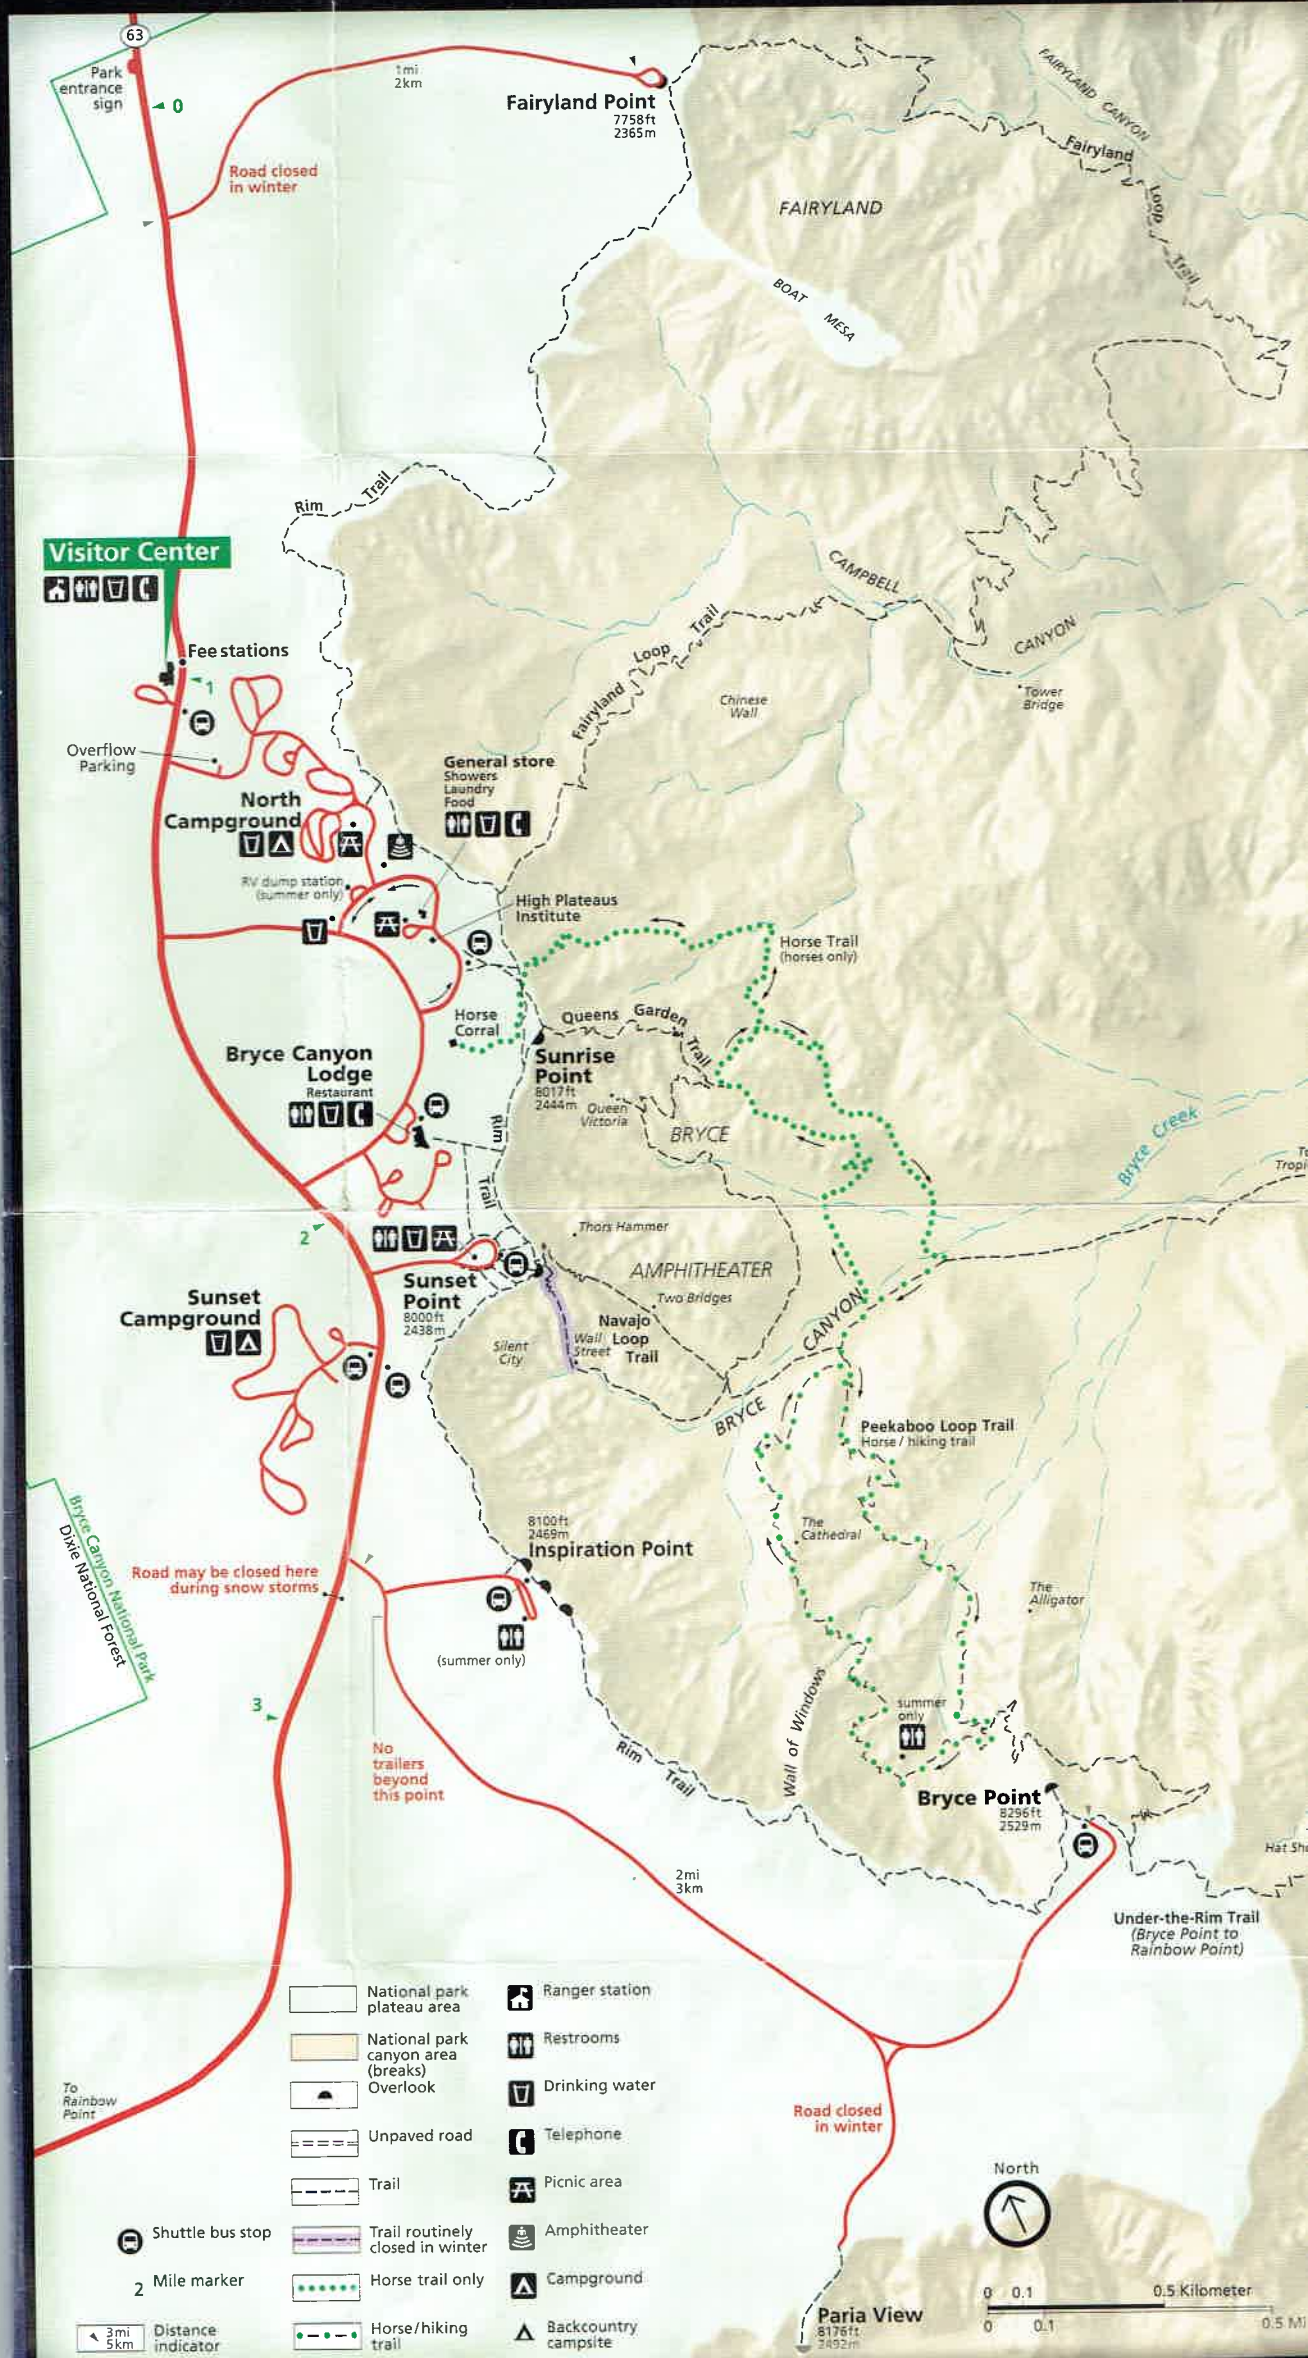 63
Park
entrance
sign
0
1mi
2km
Fairyland Point
7758ft
2365m
Road closed
in winter
FAIRYLAND CANYON
Fairyland
Loop
Trail
FAIRYLAND
BOAT
MESA
Rim
Trail
Visitor Center
Fee stations
1
Overflow
Parking
CAMPBELL
CANYON
Fairyland
Loop
Trail
Chinese
Wall
Tower
Bridge
General store
Showers
Laundry
Food
North
Campground
RV dump station
(summer only)
High Plateaus
Institute
Horse Trail
(horses only)
Horse
Corral
Queens
Garden
Trail
Sunrise
Point
8017ft
2444m
Queen
Victoria
BRYCE
Bryce Canyon
Lodge
Restaurant
Rim
Trail
Bryce Creek
To
Tropi
2
Thors Hammer
AMPHITHEATER
Two Bridges
Sunset
Point
8000ft
2438m
Sunset
Campground
Silent
City
Wall
Street
Navajo
Loop
Trail
BRYCE
CANYON
Peekaboo Loop Trail
Horse / hiking trail
The
Cathedral
The
Alligator
8100ft
2469m
Inspiration Point
(summer only)
Bryce Canyon National Park
Dixie National Forest
Road may be closed here
during snow storms
3
No
trailers
beyond
this point
Rim
Trail
Wall of Windows
summer
only
Bryce Point
8296ft
2529m
Hat Sh
Under-the-Rim Trail
(Bryce Point to
Rainbow Point)
2mi
3km
To
Rainbow
Point
Road closed
in winter
North
Paria View
8176ft
2492m
0 0.1 0.5 Kilometer
0 0.1 0.5 Mi
National park
plateau area
National park
canyon area
(breaks)
Overlook
Unpaved road
Trail
Trail routinely
closed in winter
Horse trail only
Horse/hiking
trail
Ranger station
Restrooms
Drinking water
Telephone
Picnic area
Amphitheater
Campground
Backcountry
campsite
Shuttle bus stop
2 Mile marker
3mi
5km
Distance
indicator